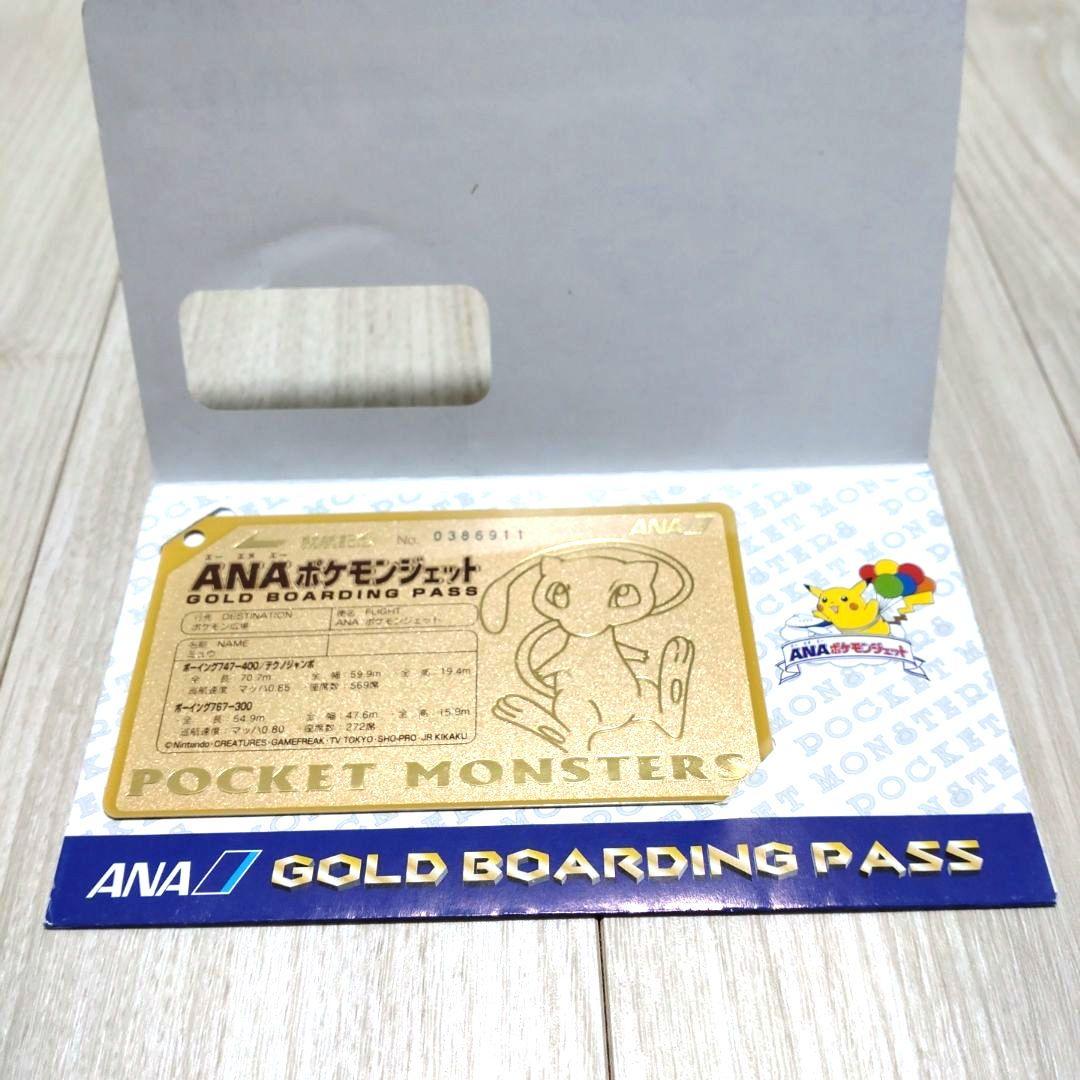 No. 0386911
ANA
エー エヌ エー
ANAポケモンジェット
GOLD BOARDING PASS
行先 DESTINATION
ポケモン広場
便名 FLIGHT
ANA ポケモンジェット
名前 NAME
ミュウ
ボーイング747-400/テクノジャンボ
全 長 : 70.7m 全 幅 : 59.9m 全 高 : 19.4m
巡航速度 : マッハ0.85 座席数 : 569席
ボーイング767-300
全 長 : 54.9m 全 幅 : 47.6m 全 高 : 15.9m
巡航速度 : マッハ0.80 座席数 : 272席
©Nintendo・CREATURES・GAMEFREAK・TV TOKYO・SHO-PRO・JR KIKAKU
POCKET MONSTERS
ANAポケモンジェット
ANA GOLD BOARDING PASS